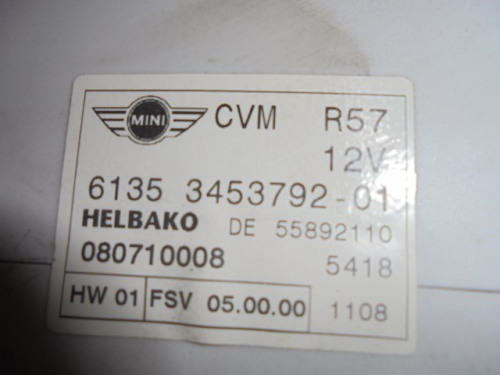 MINI CVM R57
12V
6135 3453792-01
HELBAKO DE 55892110
080710008 5418
HW 01 FSV 05.00.00 1108